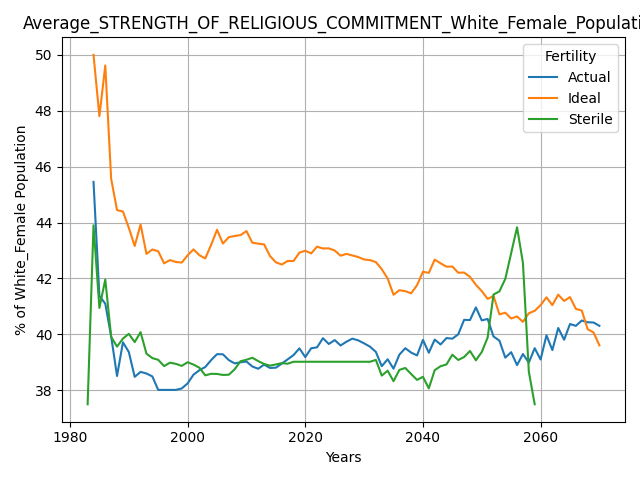 Average_STRENGTH_OF_RELIGIOUS_COMMITMENT_White_Female_Populati
Fertility
Actual
Ideal
Sterile
% of White_Female Population
50
48
46
44
42
40
38
1980
2000
2020
2040
2060
Years